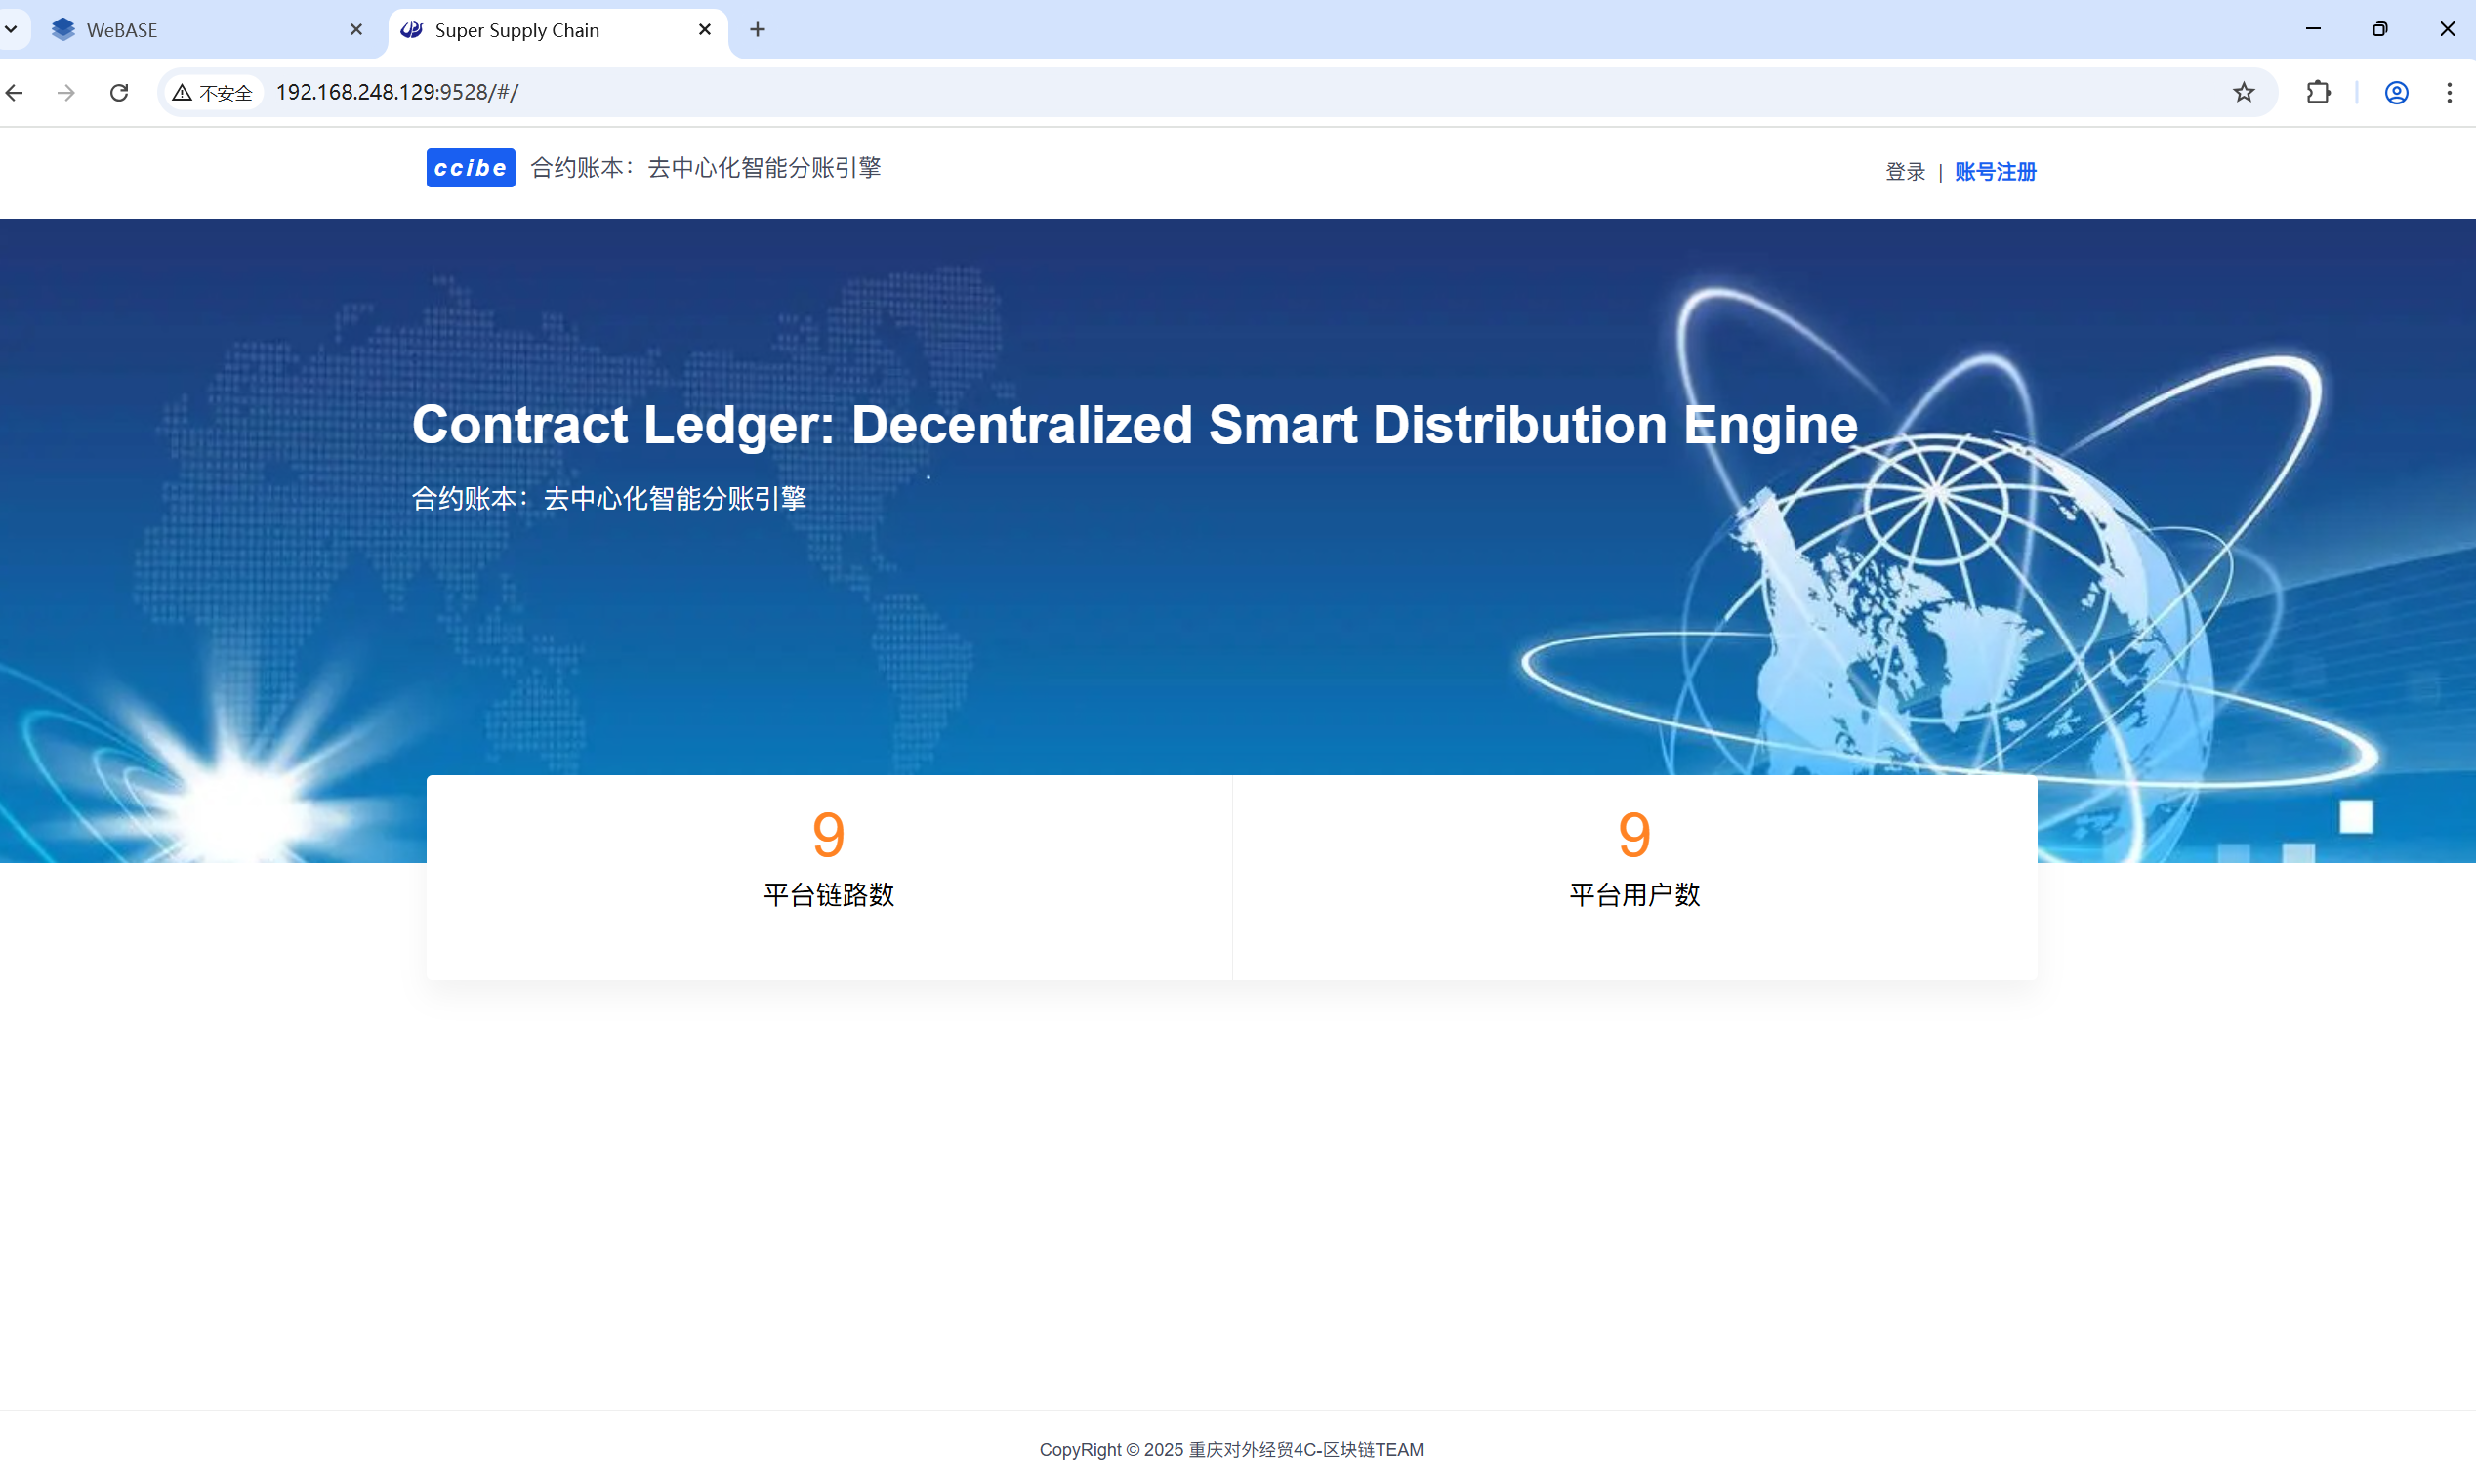 WeBASE
Super Supply Chain
不安全
192.168.248.129:9528/#/
ccibe
合约账本：去中心化智能分账引擎
登录 | 账号注册
Contract Ledger: Decentralized Smart Distribution Engine
合约账本：去中心化智能分账引擎
9
平台链路数
9
平台用户数
CopyRight © 2025 重庆对外经贸4C-区块链TEAM